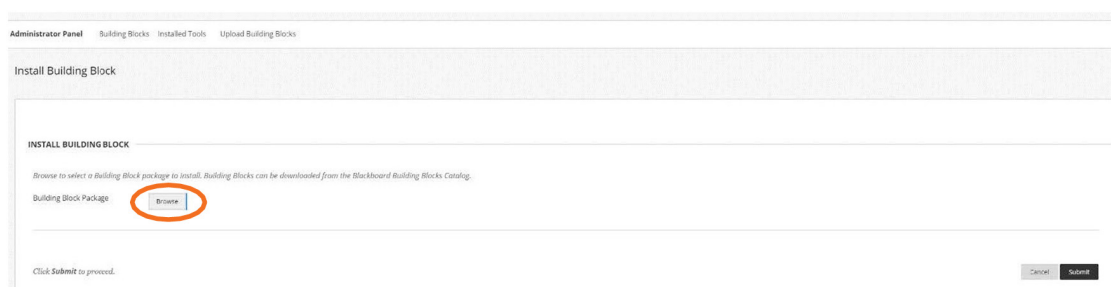 Administrator Panel Building Blocks Installed Tools Upload Building Blocks
Install Building Block
INSTALL BUILDING BLOCK
Browse to select a Building Block package to install. Building Blocks can be downloaded from the Blackboard Building Blocks Catalog.
Building Block Package Browse
Click Submit to proceed. Cancel Submit